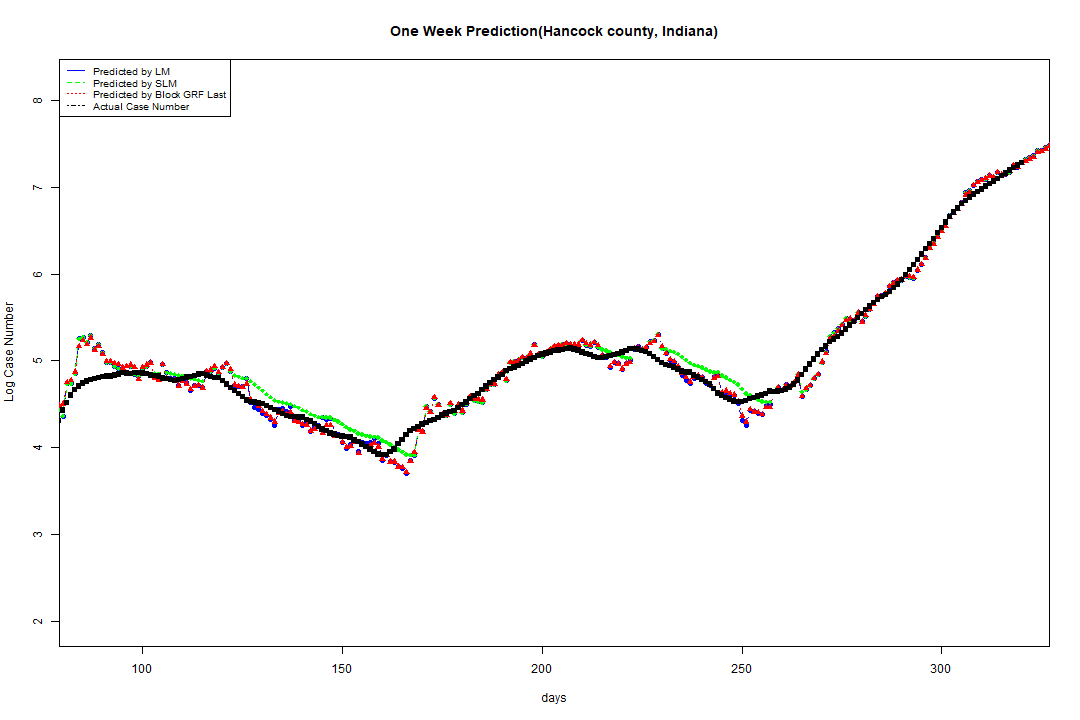 One Week Prediction(Hancock county, Indiana)
Predicted by LM
Predicted by SLM
Predicted by Block GRF Last
Actual Case Number
8
7
6
5
4
3
2
Log Case Number
100 150 200 250 300
days